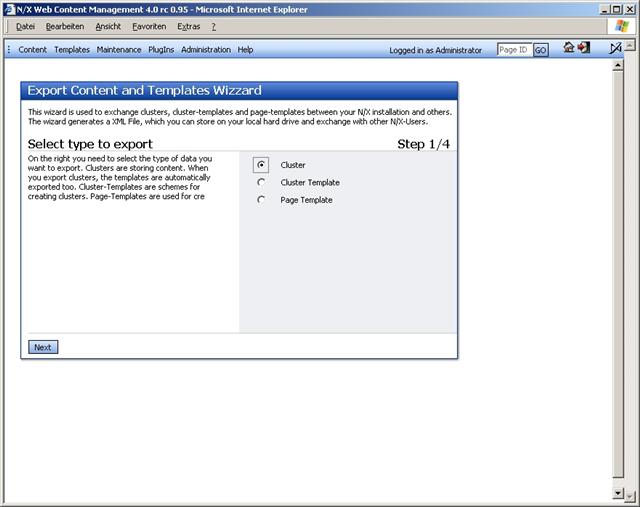 N/X Web Content Management 4.0 rc 0.95 - Microsoft Internet Explorer
Datei Bearbeiten Ansicht Favoriten Extras ?
Content Templates Maintenance PlugIns Administration Help Logged in as Administrator Page ID GO
Export Content and Templates Wizzard
This wizard is used to exchange clusters, cluster-templates and page-templates between your N/X installation and others.
The wizard generates a XML File, which you can store on your local hard drive and exchange with other N/X-Users.
Select type to export Step 1/4
On the right you need to select the type of data you
want to export. Clusters are storing content. When
you export clusters, the templates are automatically
exported too. Cluster-Templates are schemes for
creating clusters. Page-Templates are used for cre
Cluster
Cluster Template
Page Template
Next